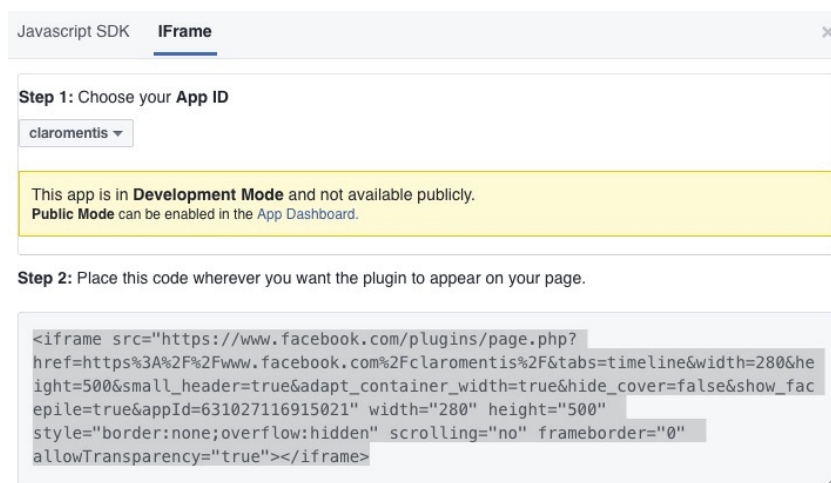 Javascript SDK IFrame
Step 1: Choose your App ID
claromentis
This app is in Development Mode and not available publicly.
Public Mode can be enabled in the App Dashboard.
Step 2: Place this code wherever you want the plugin to appear on your page.
<iframe src="https://www.facebook.com/plugins/page.php?
href=https%3A%2F%2Fwww.facebook.com%2Fclaromentis%2F&tabs=timeline&width=280&he
ight=500&small_header=true&adapt_container_width=true&hide_cover=false&show_fac
epile=true&appId=631027116915021" width="280" height="500"
style="border:none;overflow:hidden" scrolling="no" frameborder="0"
allowTransparency="true"></iframe>